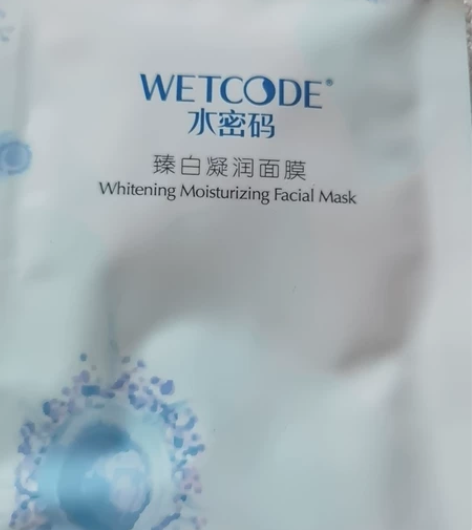 WETCODE®
水密码
臻白凝润面膜
Whitening Moisturizing Facial Mask